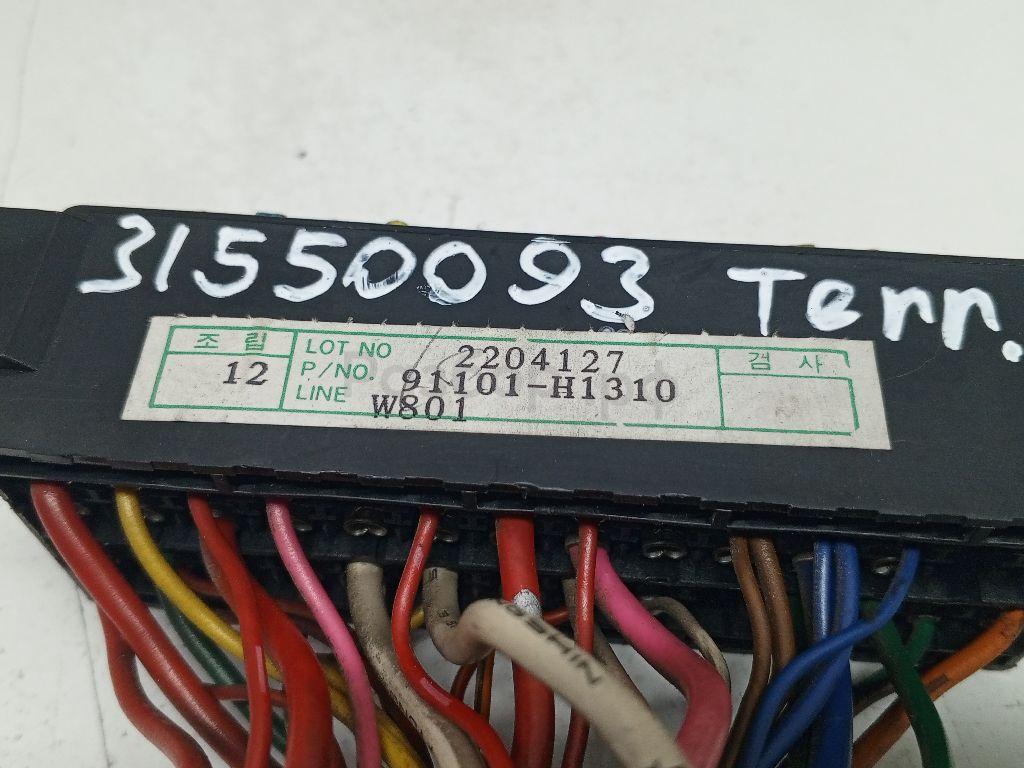 31550093 Terr.
조립
12
LOT NO 2204127
P/NO. 91101-H1310
LINE W801
검사